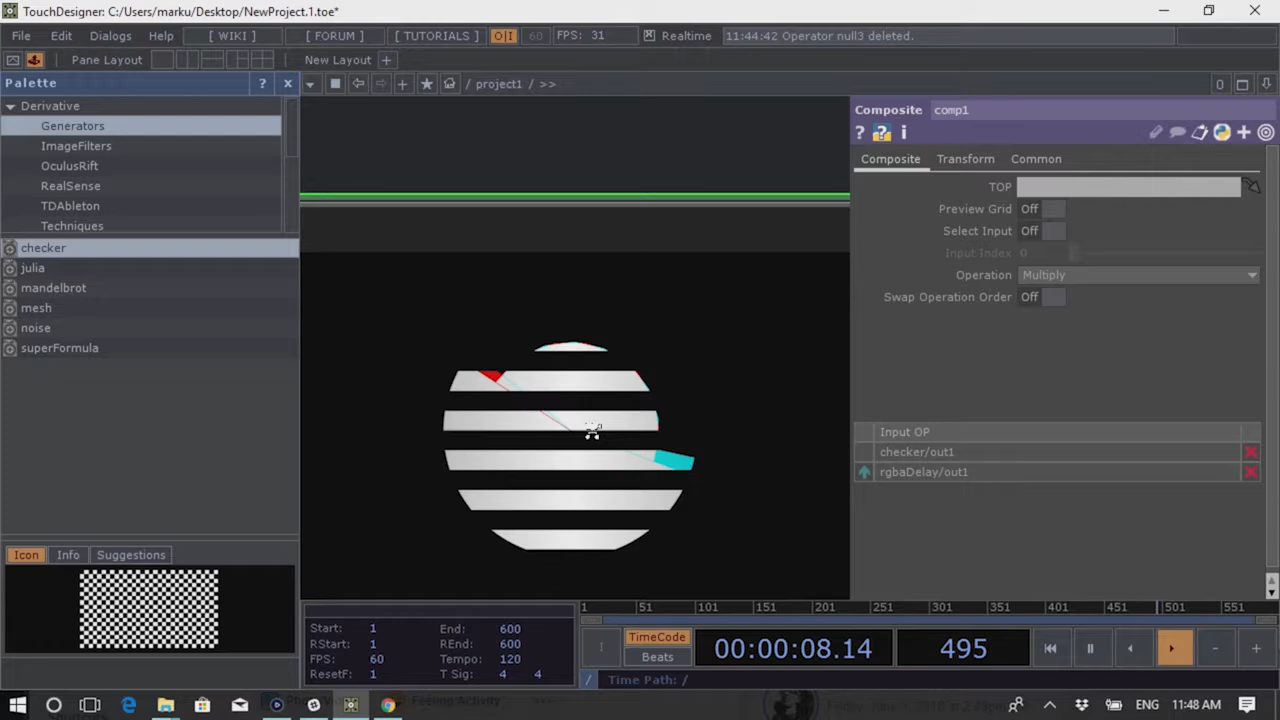 TouchDesigner: C:/Users/marku/Desktop/NewProject.1.toe*
File Edit Dialogs Help [ WIKI ] [ FORUM ] [ TUTORIALS ] O|I 60 FPS: 31 Realtime 11:44:42 Operator null3 deleted.
Pane Layout New Layout +
Palette ? x / project1 / >> 0
Derivative
Generators
ImageFilters
OculusRift
RealSense
TDAbleton
Techniques
checker
julia
mandelbrot
mesh
noise
superFormula
Icon Info Suggestions
Composite comp1
? ? i
Composite Transform Common
TOP
Preview Grid Off
Select Input Off
Input Index 0
Operation Multiply
Swap Operation Order Off
Input OP
checker/out1
rgbaDelay/out1
1 51 101 151 201 251 301 351 401 451 501 551
Start: 1 End: 600
RStart: 1 REnd: 600
FPS: 60 Tempo: 120
ResetF: 1 T Sig: 4 4
TimeCode
Beats
00:00:08.14 495
/ Time Path: /
Feeling/Activity
ENG 11:48 AM